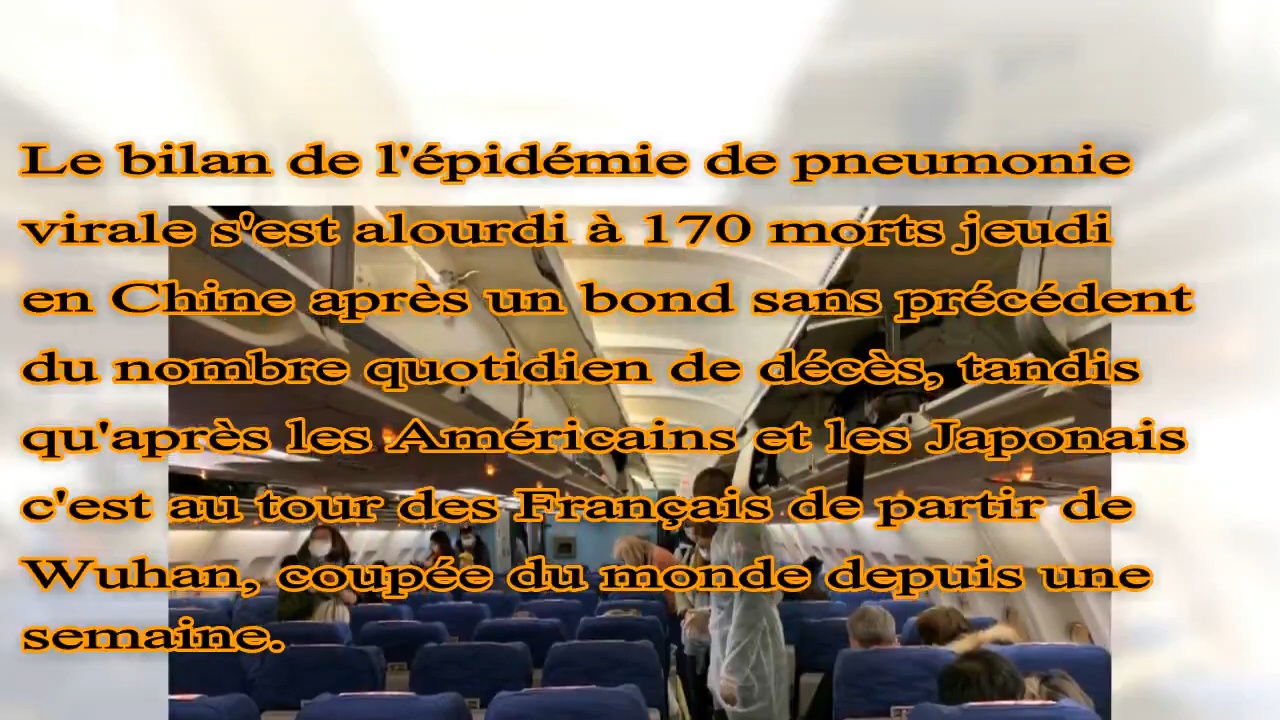 Le bilan de l'épidémie de pneumonie
virale s'est alourdi à 170 morts jeudi
en Chine après un bond sans précédent
du nombre quotidien de décès, tandis
qu'après les Américains et les Japonais
c'est au tour des Français de partir de
Wuhan, coupée du monde depuis une
semaine.